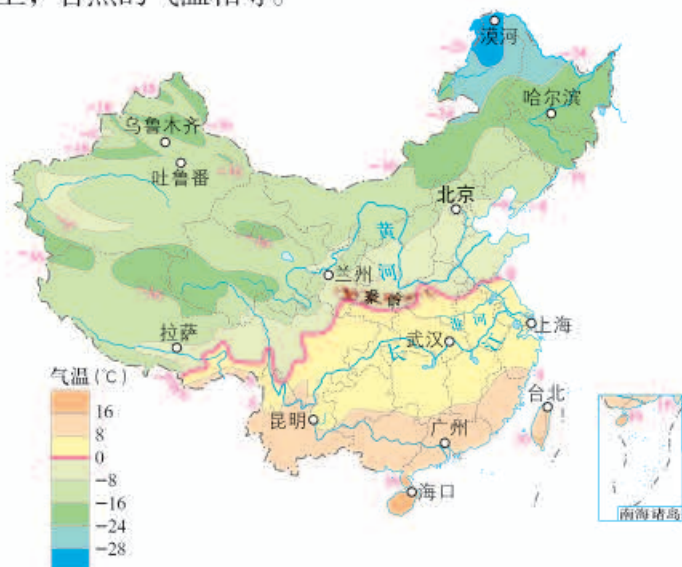 上，各点的气温相等。
漠河
哈尔滨
乌鲁木齐
吐鲁番
北京
黄
河
兰州
秦 岭
淮 河
上海
武汉
长
江
拉萨
气温(℃)
16
8
0
-8
-16
-24
-28
台北
昆明
广州
海口
南海诸岛